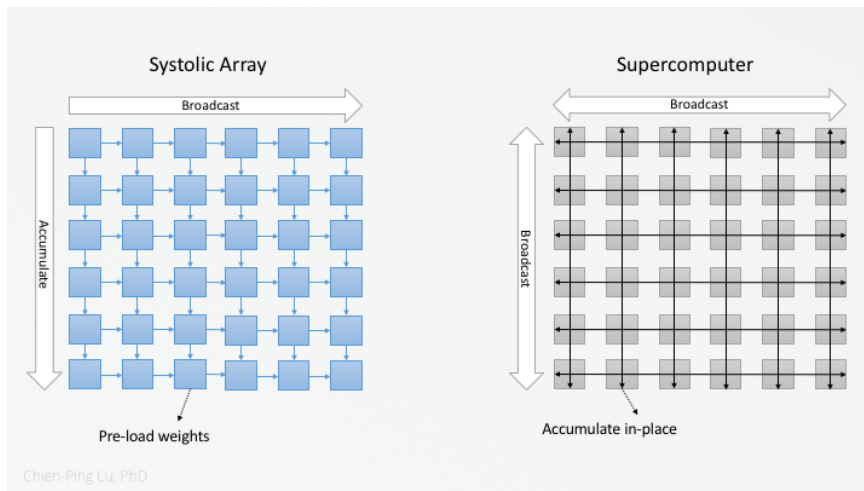 Systolic Array
Broadcast
Accumulate
Pre-load weights
Supercomputer
Broadcast
Broadcast
Accumulate in-place
Chien-Ping Lu, PhD